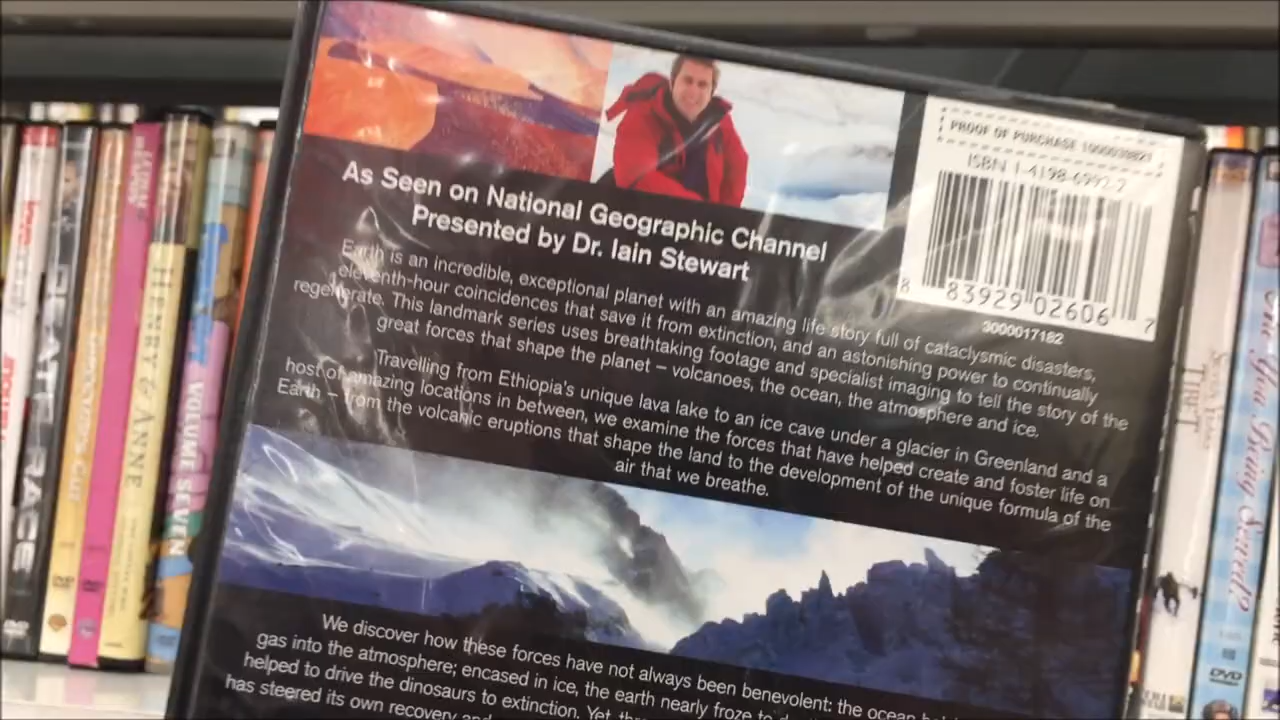 PROOF OF PURCHASE 1000039821
ISBN 1-4198-6992-2
8 83929 02606 7
3000017182
As Seen on National Geographic Channel
Presented by Dr. Iain Stewart
Earth is an incredible, exceptional planet with an amazing life story full of cataclysmic disasters,
eleventh-hour coincidences that save it from extinction, and an astonishing power to continually
regenerate. This landmark series uses breathtaking footage and specialist imaging to tell the story of the
great forces that shape the planet – volcanoes, the ocean, the atmosphere and ice.
Travelling from Ethiopia's unique lava lake to an ice cave under a glacier in Greenland and a
host of amazing locations in between, we examine the forces that have helped create and foster life on
Earth – from the volcanic eruptions that shape the land to the development of the unique formula of the
air that we breathe.
We discover how these forces have not always been benevolent: the ocean
gas into the atmosphere; encased in ice, the earth nearly froze to
helped to drive the dinosaurs to extinction. Yet
has steered its own recovery and
DEATH RACE
HENRY & ANNE
VOLUME SEVEN
DVD
DVD